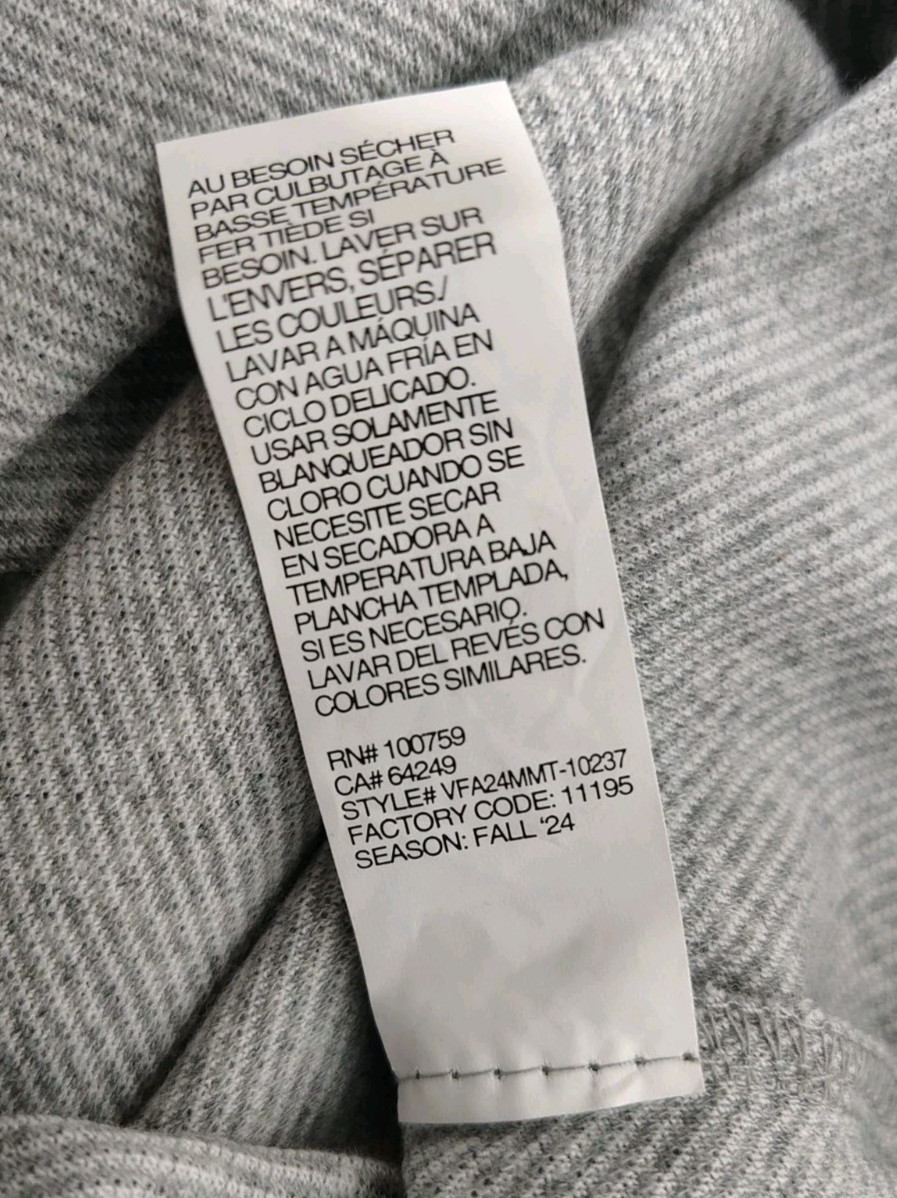 AU BESOIN SÉCHER
PAR CULBUTAGE À
BASSE TEMPÉRATURE
FER TIÈDE SI
BESOIN. LAVER SUR
L'ENVERS, SÉPARER
LES COULEURS./
LAVAR A MÁQUINA
CON AGUA FRÍA EN
CICLO DELICADO.
USAR SOLAMENTE
BLANQUEADOR SIN
CLORO CUANDO SE
NECESITE SECAR
EN SECADORA A
TEMPERATURA BAJA
PLANCHA TEMPLADA,
SI ES NECESARIO.
LAVAR DEL REVÉS CON
COLORES SIMILARES.
RN# 100759
CA# 64249
STYLE# VFA24MMT-10237
FACTORY CODE: 11195
SEASON: FALL '24